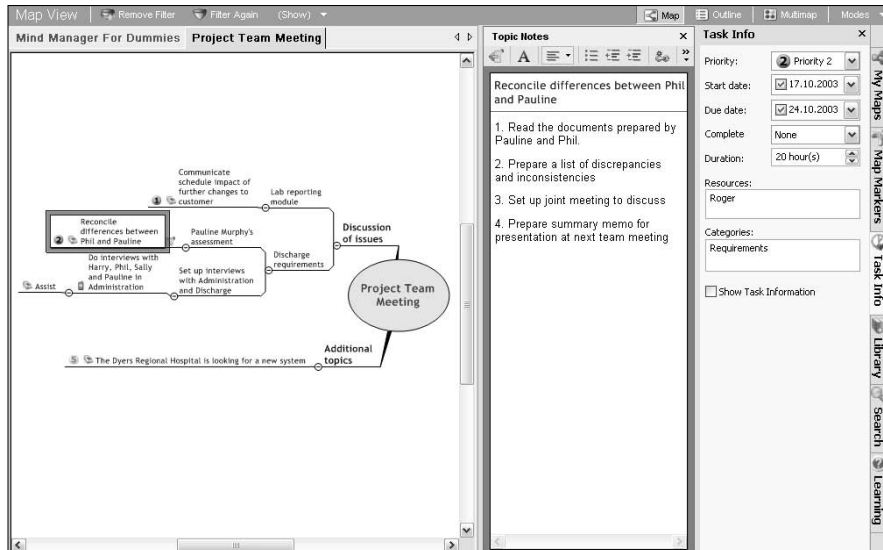 Map View
Remove Filter
Filter Again
(Show)
Map
Outline
Multimap
Modes
Mind Manager For Dummies
Project Team Meeting
Communicate
schedule impact of
further changes to
customer
1
Lab reporting
module
Reconcile
differences between
Phil and Pauline
2
Pauline Murphy's
assessment
Discussion
of issues
Do interviews with
Harry, Phil, Sally
and Pauline in
Administration
Assist
Set up interviews
with Administration
and Discharge
Discharge
requirements
Project Team
Meeting
Additional
topics
5
The Dyers Regional Hospital is looking for a new system
Topic Notes
A
Reconcile differences between Phil
and Pauline
1. Read the documents prepared by
Pauline and Phil.
2. Prepare a list of discrepancies
and inconsistencies
3. Set up joint meeting to discuss
4. Prepare summary memo for
presentation at next team meeting
Task Info
Priority:
2 Priority 2
Start date:
17.10.2003
Due date:
24.10.2003
Complete
None
Duration:
20 hour(s)
Resources:
Roger
Categories:
Requirements
Show Task Information
My Maps
Map Markers
Task Info
Library
Search
Learning